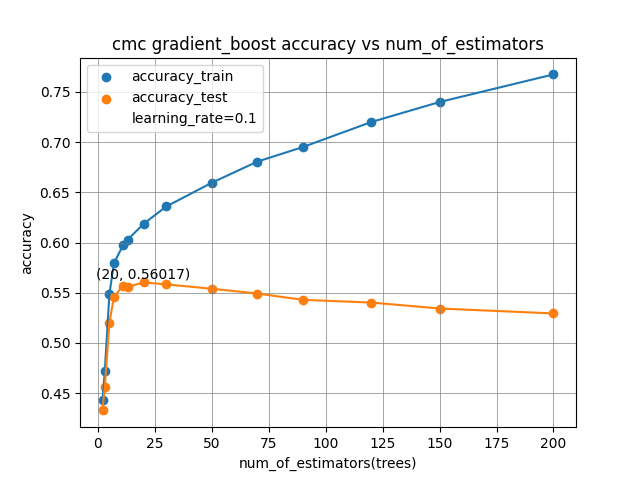 cmc gradient_boost accuracy vs num_of_estimators
accuracy_train
accuracy_test
learning_rate=0.1
(20, 0.56017)
accuracy
0.75
0.70
0.65
0.60
0.55
0.50
0.45
0 25 50 75 100 125 150 175 200
num_of_estimators(trees)